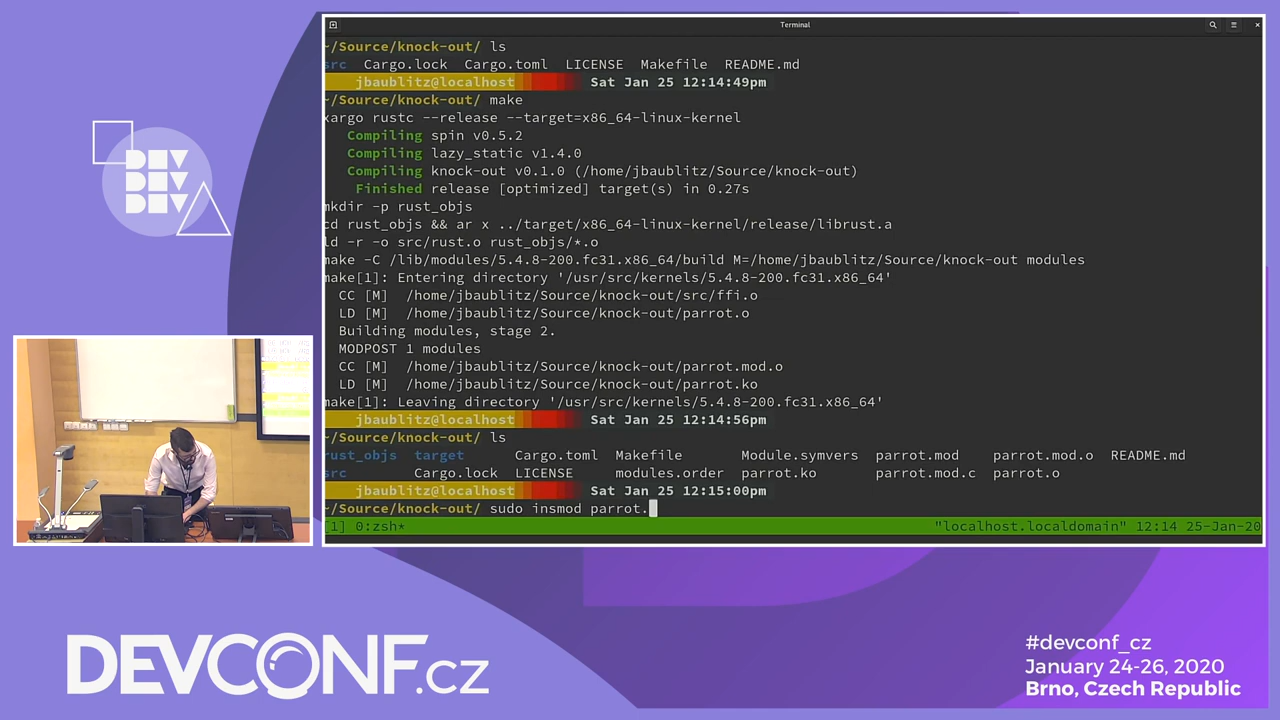 Terminal
~/Source/knock-out/ ls
src Cargo.lock Cargo.toml LICENSE Makefile README.md
jbaublitz@localhost Sat Jan 25 12:14:49pm
~/Source/knock-out/ make
xargo rustc --release --target=x86_64-linux-kernel
Compiling spin v0.5.2
Compiling lazy_static v1.4.0
Compiling knock-out v0.1.0 (/home/jbaublitz/Source/knock-out)
Finished release [optimized] target(s) in 0.27s
mkdir -p rust_objs
cd rust_objs && ar x ../target/x86_64-linux-kernel/release/librust.a
ld -r -o src/rust.o rust_objs/*.o
make -C /lib/modules/5.4.8-200.fc31.x86_64/build M=/home/jbaublitz/Source/knock-out modules
make[1]: Entering directory '/usr/src/kernels/5.4.8-200.fc31.x86_64'
CC [M] /home/jbaublitz/Source/knock-out/src/ffi.o
LD [M] /home/jbaublitz/Source/knock-out/parrot.o
Building modules, stage 2.
MODPOST 1 modules
CC [M] /home/jbaublitz/Source/knock-out/parrot.mod.o
LD [M] /home/jbaublitz/Source/knock-out/parrot.ko
make[1]: Leaving directory '/usr/src/kernels/5.4.8-200.fc31.x86_64'
jbaublitz@localhost Sat Jan 25 12:14:56pm
~/Source/knock-out/ ls
rust_objs target Cargo.toml Makefile Module.symvers parrot.mod parrot.mod.o README.md
src Cargo.lock LICENSE modules.order parrot.ko parrot.mod.c parrot.o
jbaublitz@localhost Sat Jan 25 12:15:00pm
~/Source/knock-out/ sudo insmod parrot.
[1] 0:zsh* "localhost.localdomain" 12:14 25-Jan-20
DEV
DEV
DEV
DEVCONF.cz
#devconf_cz
January 24-26, 2020
Brno, Czech Republic